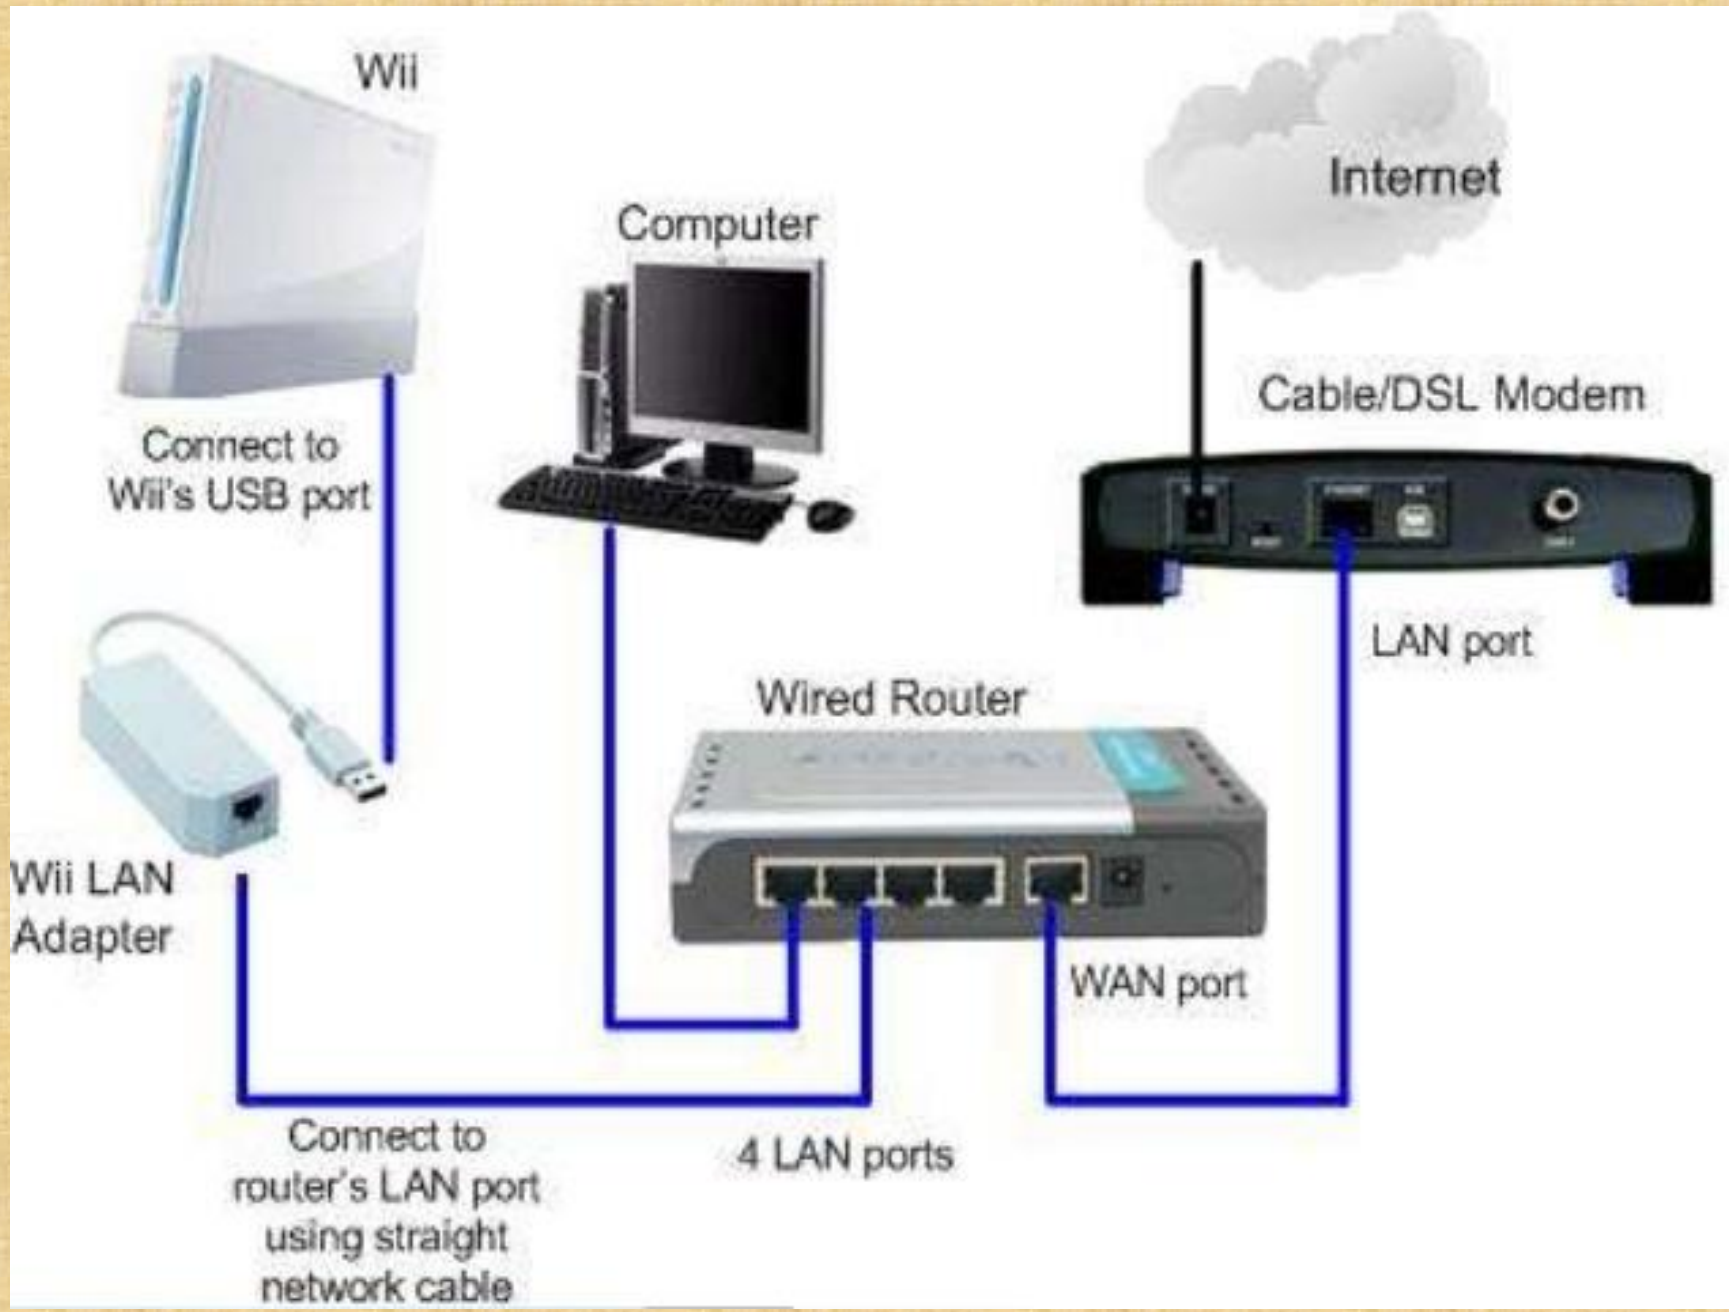 Wii
Internet
Computer
Cable/DSL Modem
Connect to
Wii's USB port
LAN port
Wired Router
Wii LAN
Adapter
WAN port
Connect to
router's LAN port
using straight
network cable
4 LAN ports